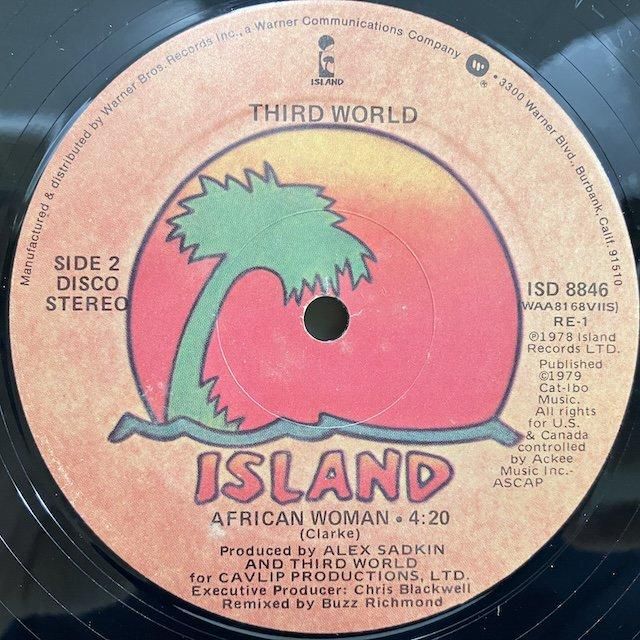 Manufactured & distributed by Warner Bros. Records Inc., a Warner Communications Company W ® • 3300 Warner Blvd., Burbank, Calif. 91510
ISLAND
THIRD WORLD
SIDE 2
DISCO
STEREO
ISD 8846
(WAA8168VIIS)
RE-1
℗1978 Island
Records LTD.
Published
©1979
Cat-Ibo
Music.
All rights
for U.S.
& Canada
controlled
by Ackee
Music Inc.-
ASCAP
ISLAND
AFRICAN WOMAN • 4:20
(Clarke)
Produced by ALEX SADKIN
AND THIRD WORLD
for CAVLIP PRODUCTIONS, LTD.
Executive Producer: Chris Blackwell
Remixed by Buzz Richmond